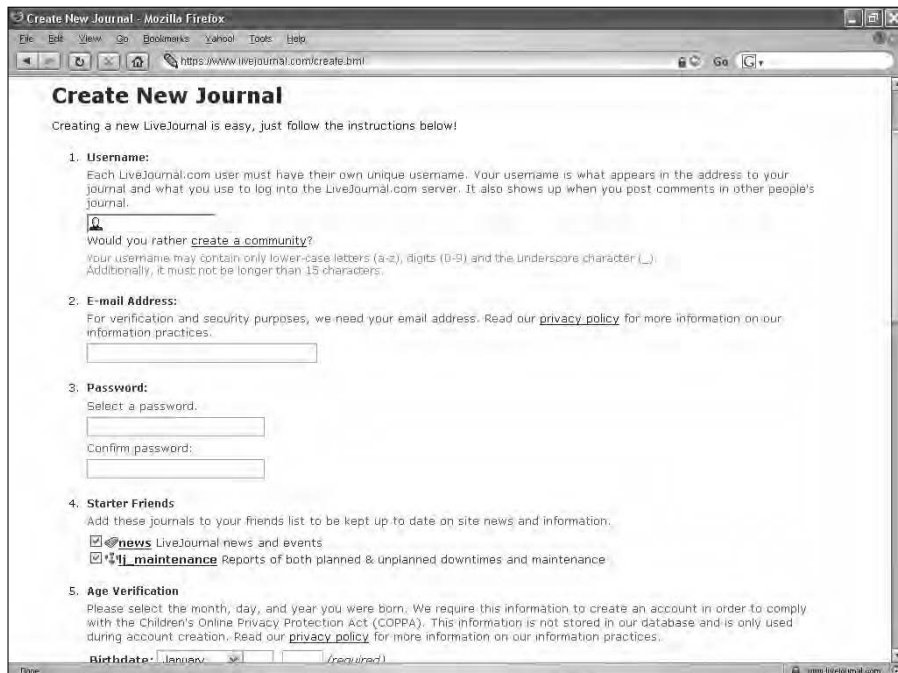 Create New Journal - Mozilla Firefox
File Edit View Go Bookmarks Yahoo! Tools Help
https://www.livejournal.com/create.bml Go G
Create New Journal
Creating a new LiveJournal is easy, just follow the instructions below!
1. Username:
Each LiveJournal.com user must have their own unique username. Your username is what appears in the address to your
journal and what you use to log into the LiveJournal.com server. It also shows up when you post comments in other people's
journal.
Would you rather create a community?
Your username may contain only lower-case letters (a-z), digits (0-9) and the underscore character (_).
Additionally, it must not be longer than 15 characters.
2. E-mail Address:
For verification and security purposes, we need your email address. Read our privacy policy for more information on our
information practices.
3. Password:
Select a password.
Confirm password:
4. Starter Friends
Add these journals to your friends list to be kept up to date on site news and information.
news LiveJournal news and events
lj_maintenance Reports of both planned & unplanned downtimes and maintenance
5. Age Verification
Please select the month, day, and year you were born. We require this information to create an account in order to comply
with the Children's Online Privacy Protection Act (COPPA). This information is not stored in our database and is only used
during account creation. Read our privacy policy for more information on our information practices.
Birthdate: January (required)
Done www.livejournal.com